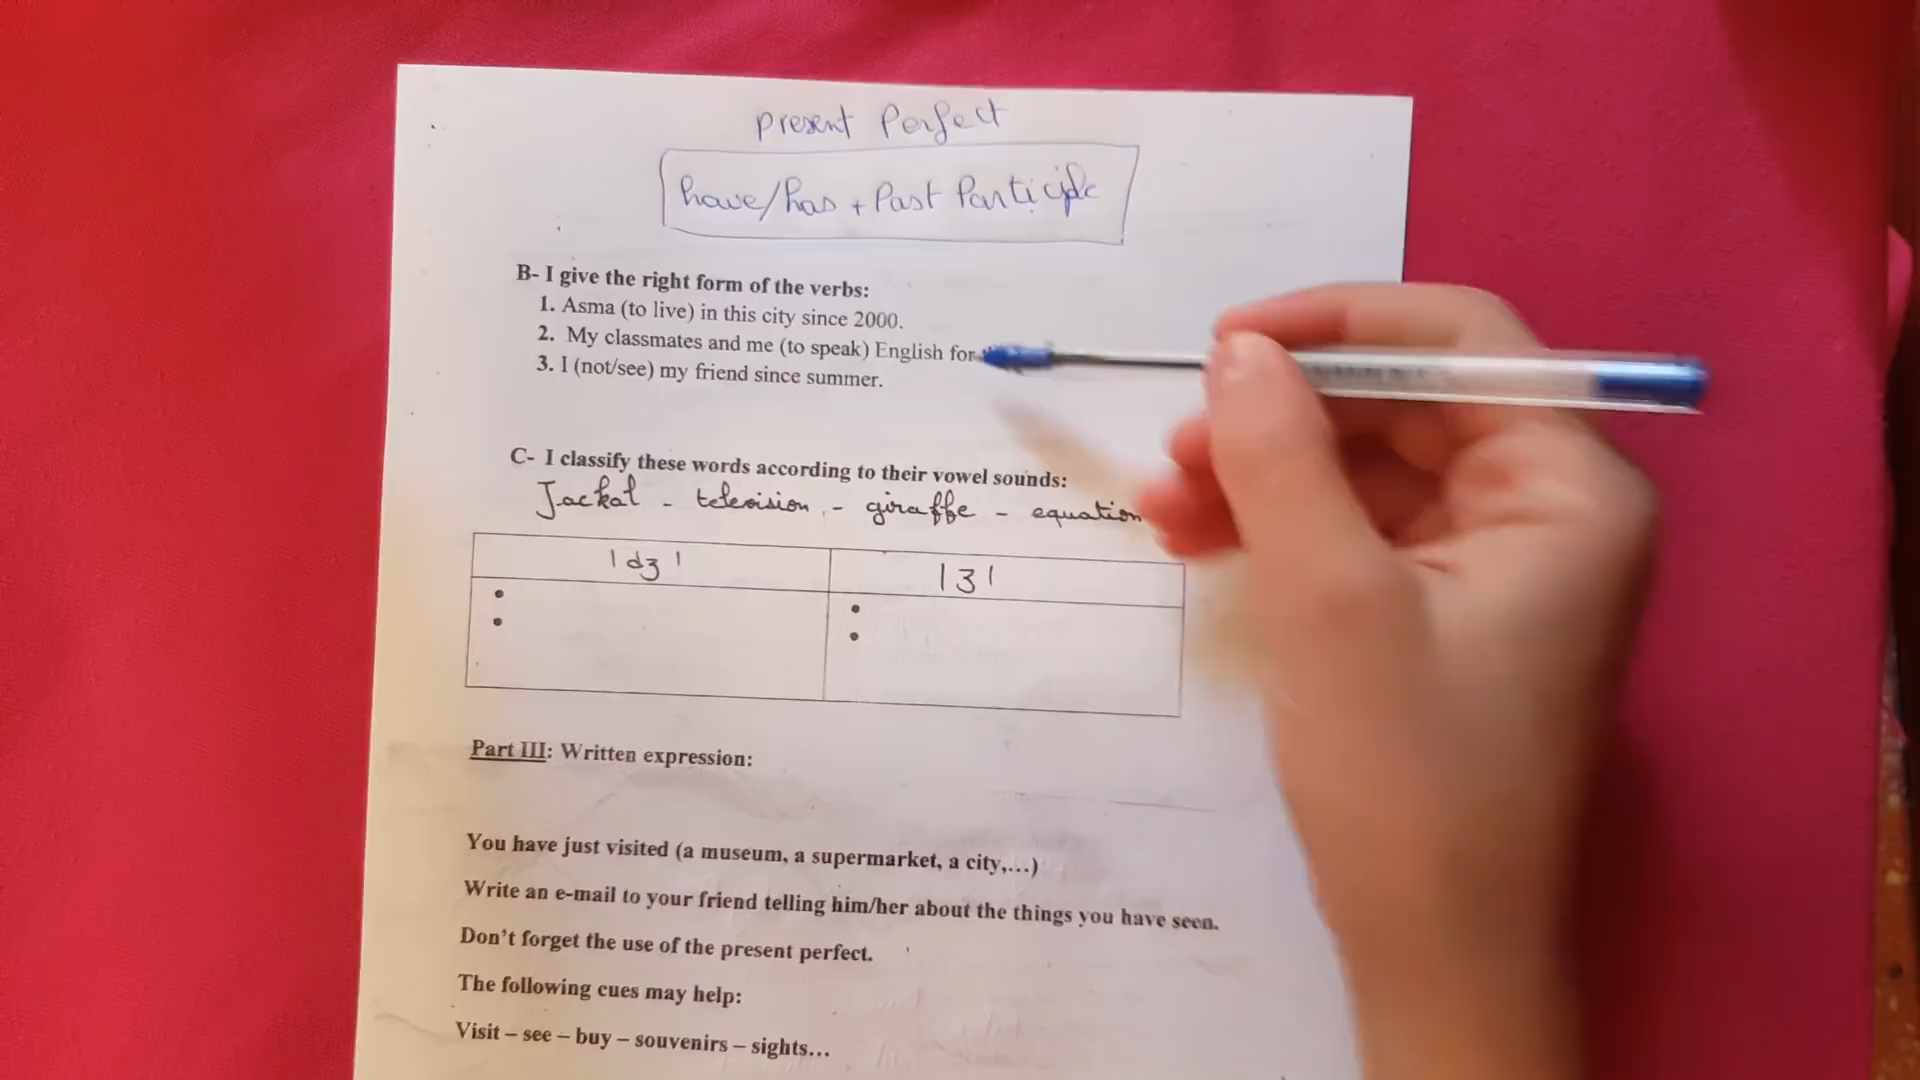 present Perfect
have/has + Past Participle
B- I give the right form of the verbs:
1. Asma (to live) in this city since 2000.
2. My classmates and me (to speak) English for
3. I (not/see) my friend since summer.
C- I classify these words according to their vowel sounds:
Jackal - television - giraffe - equation
|dʒ| |ʒ|
Part III: Written expression:
You have just visited (a museum, a supermarket, a city,...)
Write an e-mail to your friend telling him/her about the things you have seen.
Don't forget the use of the present perfect.
The following cues may help:
Visit – see – buy – souvenirs – sights...